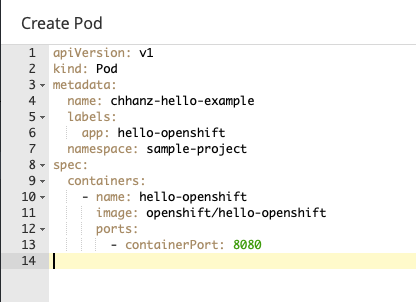 Create Pod
1 apiVersion: v1
2 kind: Pod
3 metadata:
4   name: chhanz-hello-example
5   labels:
6     app: hello-openshift
7   namespace: sample-project
8 spec:
9   containers:
10     - name: hello-openshift
11       image: openshift/hello-openshift
12       ports:
13         - containerPort: 8080
14